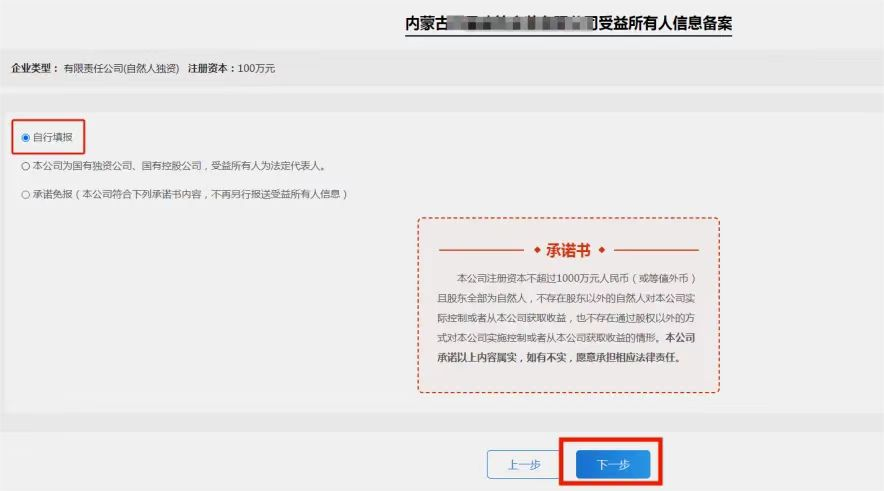 内蒙古 司受益所有人信息备案
企业类型： 有限责任公司(自然人独资) 注册资本：100万元
自行填报
本公司为国有独资公司、国有控股公司，受益所有人为法定代表人。
承诺免报（本公司符合下列承诺书内容，不再另行报送受益所有人信息）
承诺书
本公司注册资本不超过1000万元人民币（或等值外币）
且股东全部为自然人，不存在股东以外的自然人对本公司实
际控制或者从本公司获取收益，也不存在通过股权以外的方
式对本公司实施控制或者从本公司获取收益的情形。本公司
承诺以上内容属实，如有不实，愿意承担相应法律责任。
上一步 下一步